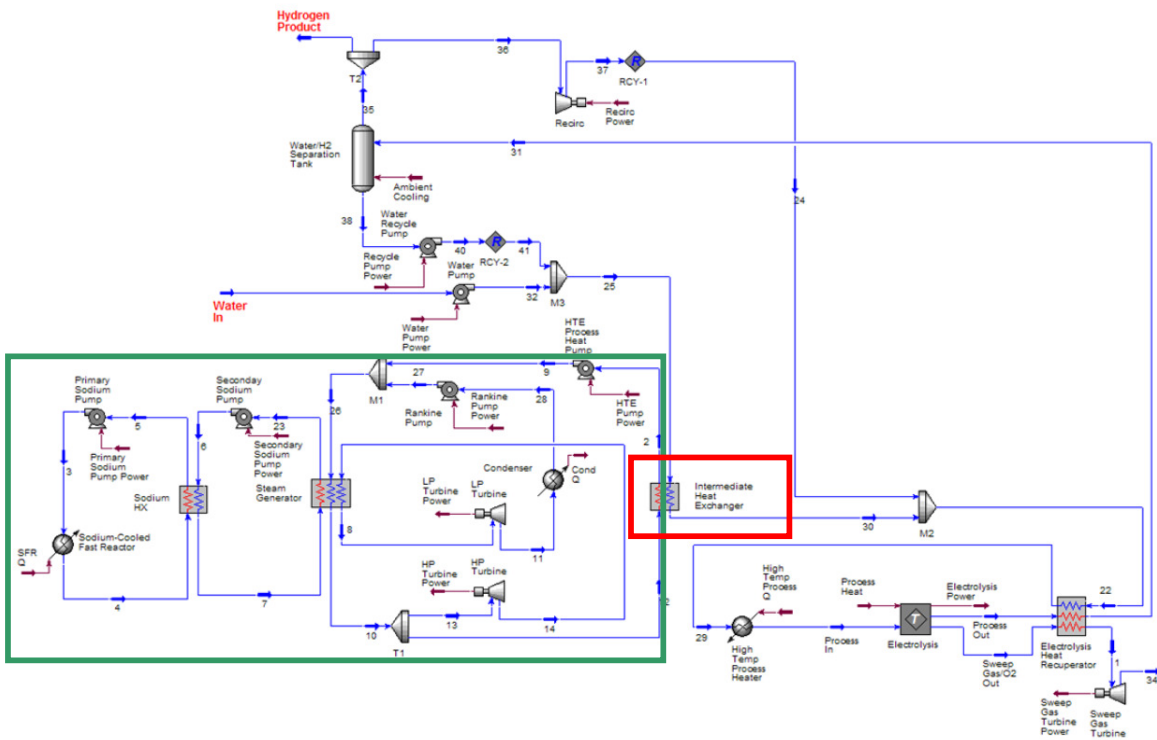 Hydrogen
Product
36
37
RCY-1
T2
Recirc
Recirc
Power
35
Water/H2
Separation
Tank
31
Ambient
Cooling
24
38
Water
Recycle
Pump
40
RCY-2
41
Recycle
Pump
Power
Water
Pump
32
M3
25
Water
In
Water
Pump
Power
HTE
Process
Heat
Pump
9
27
M1
28
Rankine
Pump
Rankine
Pump
Power
HTE
Pump
Power
Primary
Sodium
Pump
5
Primary
Sodium
Pump Power
Seconday
Sodium
Pump
23
Secondary
Sodium
Pump
Power
26
3
6
2
Sodium
HX
Steam
Generator
Condenser
Cond
Q
LP
Turbine
Power
LP
Turbine
8
11
Intermediate
Heat
Exchanger
30
M2
SFR
Q
Sodium-Cooled
Fast Reactor
4
7
HP
Turbine
Power
HP
Turbine
10
13
14
T1
High
Temp
Process
Q
29
High
Temp
Process
Heater
Process
In
Process
Heat
Electrolysis
Electrolysis
Power
Process
Out
Sweep
Gas/O2
Out
22
Electrolysis
Heat
Recuperator
1
34
Sweep
Gas
Turbine
Power
Sweep
Gas
Turbine